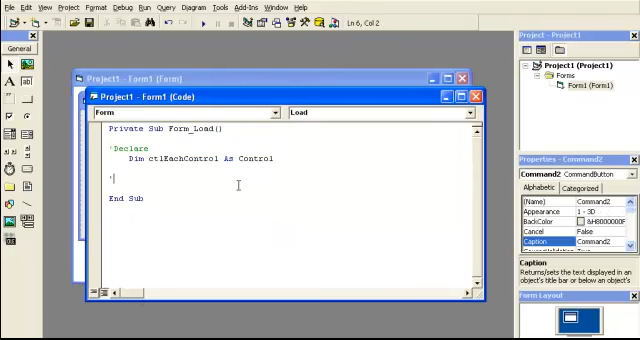 File Edit View Project Format Debug Run Query Diagram Tools Add-Ins Window Help
Ln 6, Col 2
General
Project1 - Form1 (Form)
Project1 - Form1 (Code)
Form
Load
Private Sub Form_Load()
'Declare
Dim ctlEachControl As Control
'
End Sub
Project - Project1
Project1 (Project1)
Forms
Form1 (Form1)
Properties - Command2
Command2 CommandButton
Alphabetic Categorized
(Name) Command2
Appearance 1 - 3D
BackColor &H8000000F
Cancel False
Caption Command2
Caption
Returns/sets the text displayed in an
object's title bar or below an object's
Form Layout